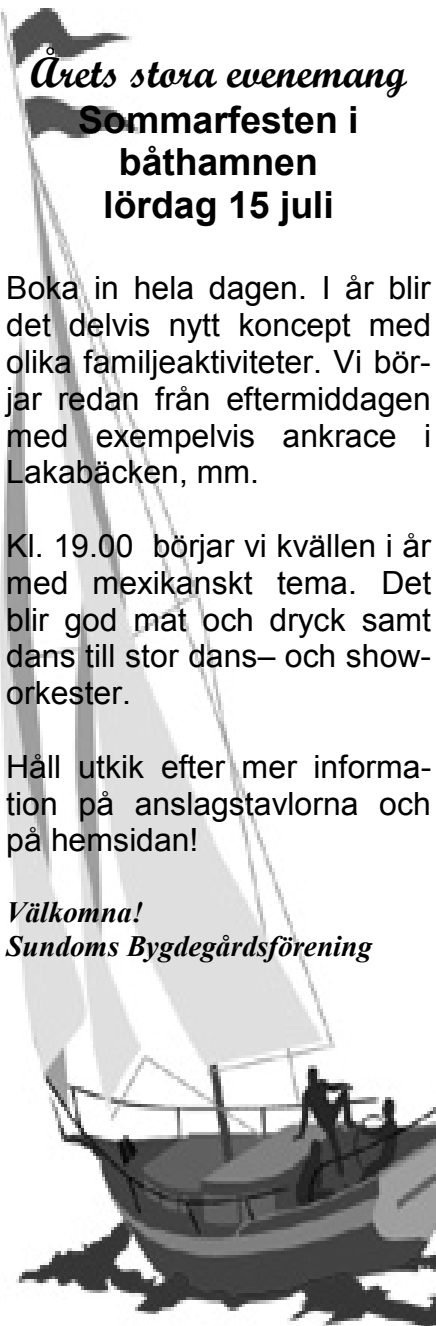 Årets stora evenemang
Sommarfesten i
båthamnen
lördag 15 juli
Boka in hela dagen. I år blir
det delvis nytt koncept med
olika familjeaktiviteter. Vi bör-
jar redan från eftermiddagen
med exempelvis ankrace i
Lakabäcken, mm.
Kl. 19.00 börjar vi kvällen i år
med mexikanskt tema. Det
blir god mat och dryck samt
dans till stor dans– och show-
orkester.
Håll utkik efter mer informa-
tion på anslagstavlorna och
på hemsidan!
Välkomna!
Sundoms Bygdegårdsförening